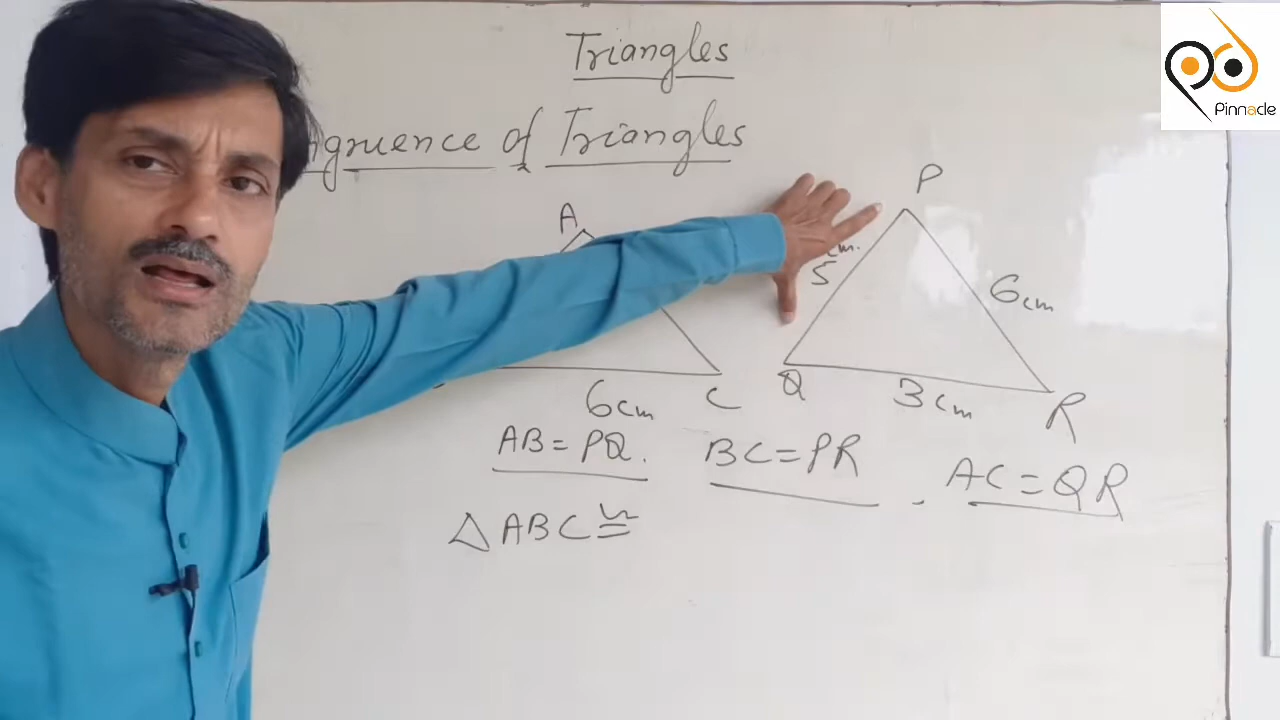 Pinnacle
Triangles
gruence of Triangles
A
P
cm.
5
6cm
6cm
C
Q
3cm
R
AB = PQ.
BC = PR
AC = QR
△ ABC ≅